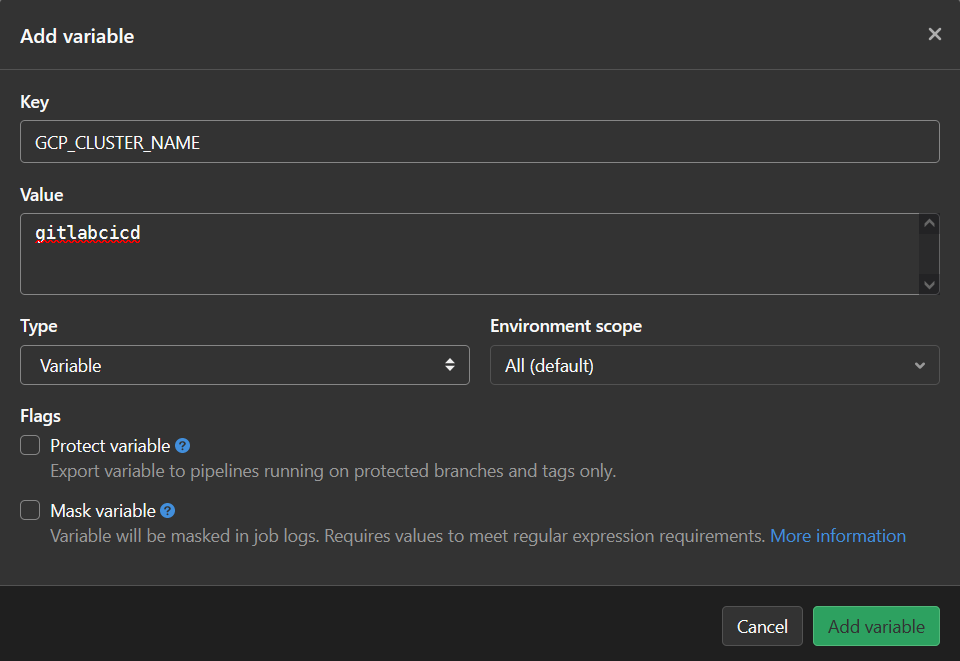 Add variable
Key
GCP_CLUSTER_NAME
Value
gitlabcicd
Type
Environment scope
Variable
All (default)
Flags
Protect variable ?
Export variable to pipelines running on protected branches and tags only.
Mask variable ?
Variable will be masked in job logs. Requires values to meet regular expression requirements. More information
Cancel
Add variable